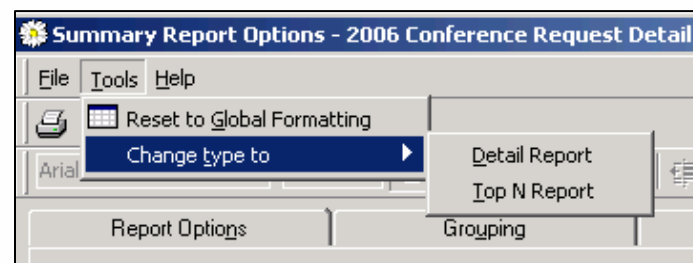 Summary Report Options - 2006 Conference Request Detail
File Tools Help
Reset to Global Formatting
Change type to
Detail Report
Top N Report
Arial
Report Options
Grouping